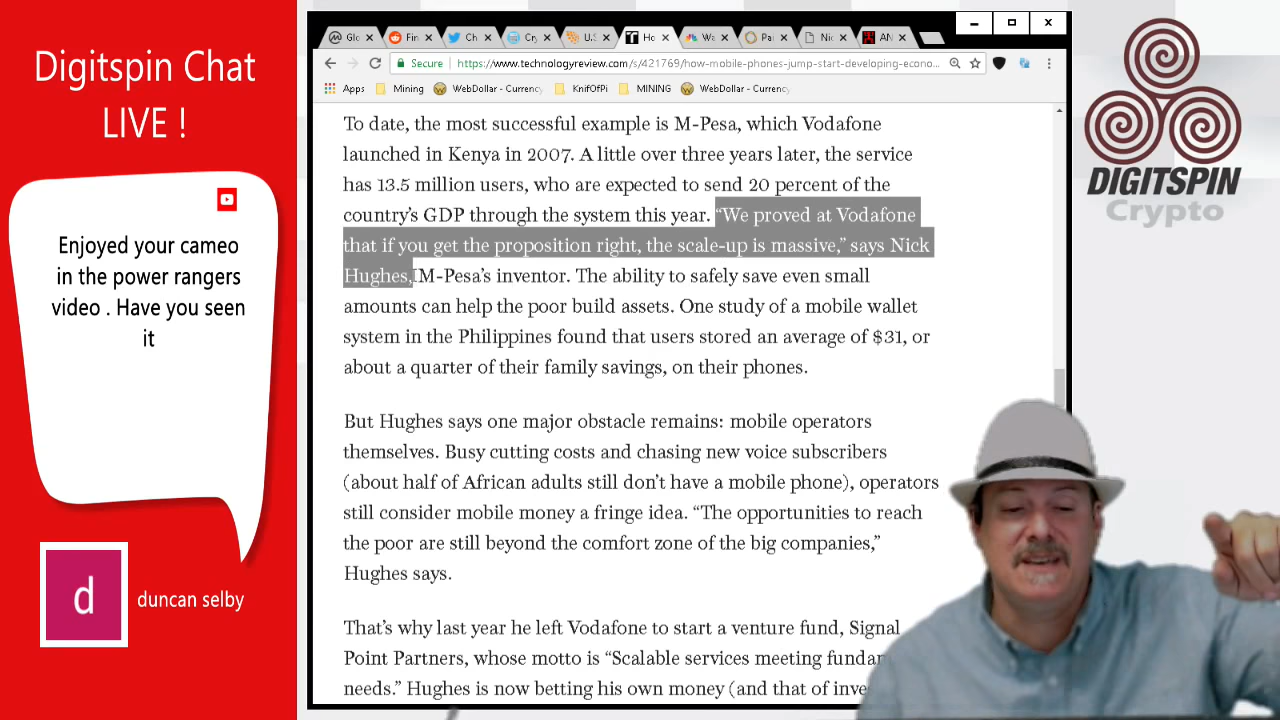 Digitspin Chat
LIVE !
Enjoyed your cameo
in the power rangers
video . Have you seen
it
d
duncan selby
Glo
Fin
Ch
Cry
U.S
Ho
Wa
Pai
Nic
AN
Secure
https://www.technologyreview.com/s/421769/how-mobile-phones-jump-start-developing-econo...
Apps
Mining
WebDollar - Currency
KnifOfPi
MINING
WebDollar - Currency
To date, the most successful example is M-Pesa, which Vodafone
launched in Kenya in 2007. A little over three years later, the service
has 13.5 million users, who are expected to send 20 percent of the
country’s GDP through the system this year. “We proved at Vodafone
that if you get the proposition right, the scale-up is massive,” says Nick
Hughes, M-Pesa’s inventor. The ability to safely save even small
amounts can help the poor build assets. One study of a mobile wallet
system in the Philippines found that users stored an average of $31, or
about a quarter of their family savings, on their phones.
But Hughes says one major obstacle remains: mobile operators
themselves. Busy cutting costs and chasing new voice subscribers
(about half of African adults still don’t have a mobile phone), operators
still consider mobile money a fringe idea. “The opportunities to reach
the poor are still beyond the comfort zone of the big companies,”
Hughes says.
That’s why last year he left Vodafone to start a venture fund, Signal
Point Partners, whose motto is “Scalable services meeting fundam
needs.” Hughes is now betting his own money (and that of inve
DIGITSPIN
Crypto